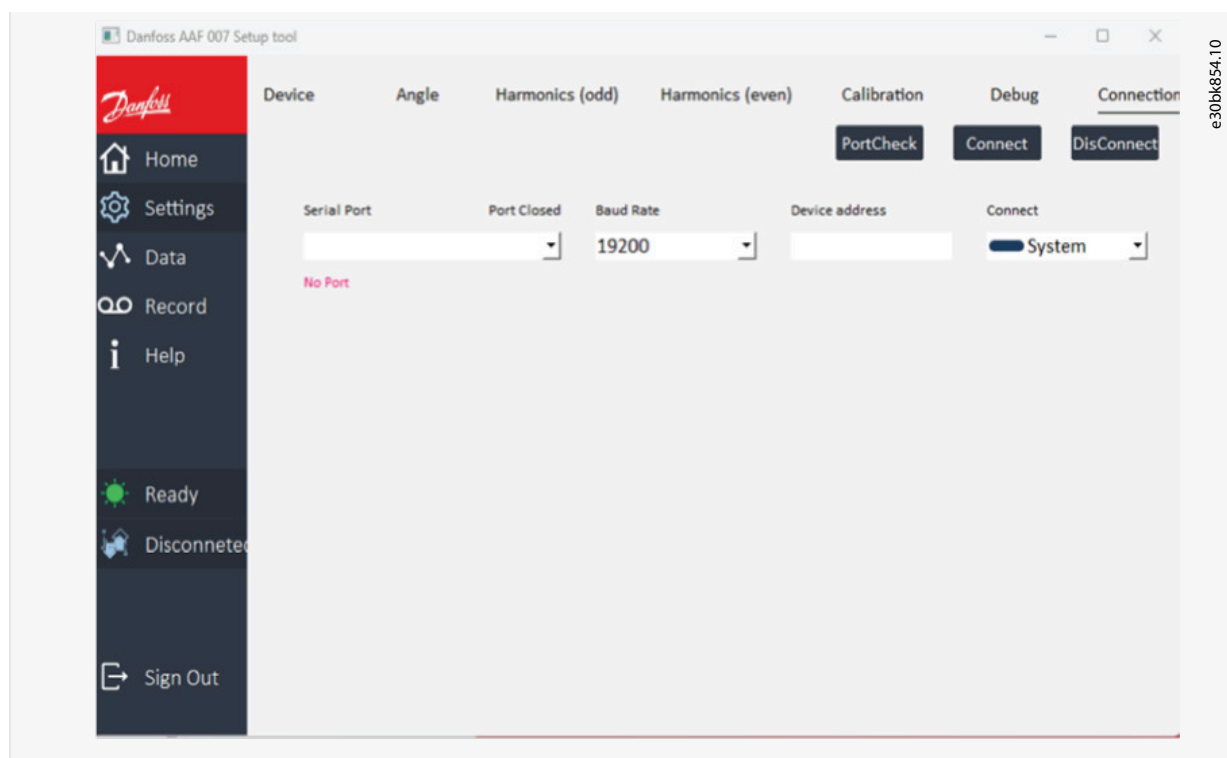 Danfoss AAF 007 Setup tool
Danfoss
Device Angle Harmonics (odd) Harmonics (even) Calibration Debug Connection
PortCheck Connect DisConnect
Home
Settings
Data
Record
Help
Ready
Disconneted
Sign Out
Serial Port Port Closed Baud Rate Device address Connect
19200 System
No Port
e30bk854.10